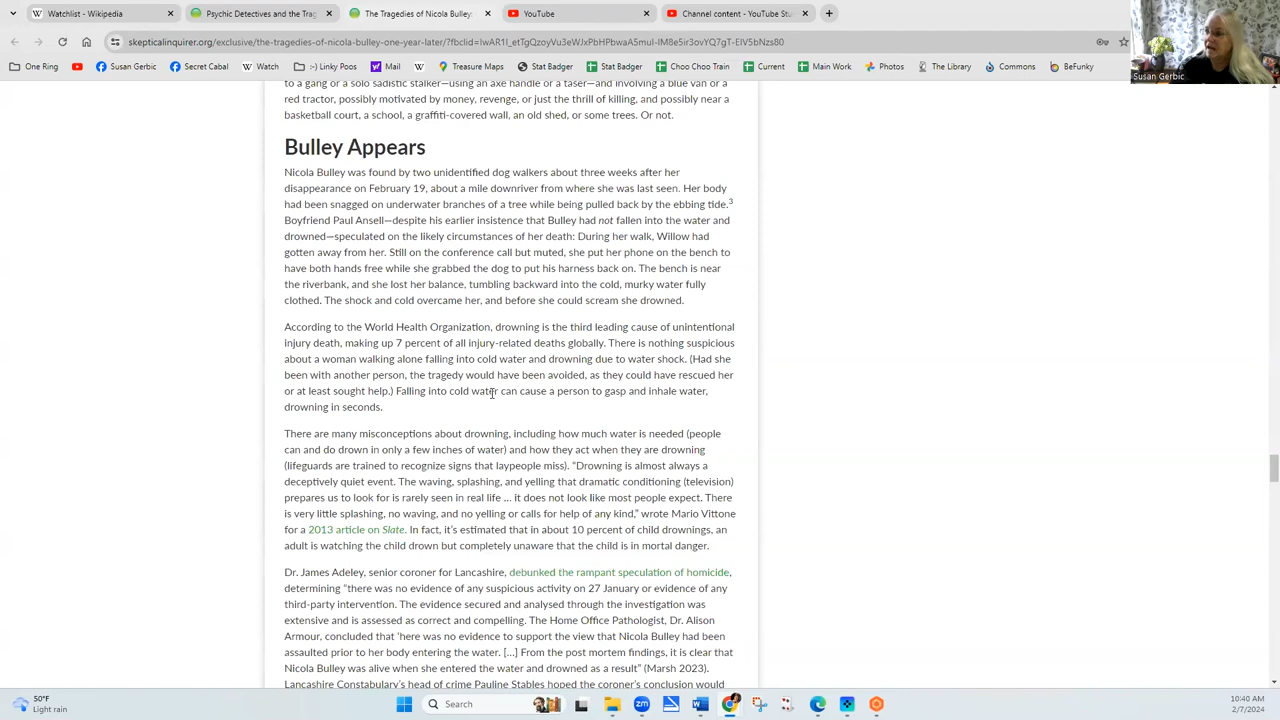 Watchlist - Wikipedia
Psychic Detectives and the Trag
The Tragedies of Nicola Bulley:
YouTube
Channel content - YouTube Stu
skepticalinquirer.org/exclusive/the-tragedies-of-nicola-bulley-one-year-later/?fbclid=
One Ring
Susan Gerbic
Secret Cabal
Watch
:-) Linky Poos
Mail
Treasure Maps
Stat Badger
Stat Badger
Choo Choo Train
Current
Main Work
Photos
The Library
Commons
BeFunky
Susan Gerbic
to a gang or a solo sadistic stalker—using an axe handle or a taser—and involving a blue van or a
red tractor, possibly motivated by money, revenge, or just the thrill of killing, and possibly near a
basketball court, a school, a graffiti-covered wall, an old shed, or some trees. Or not.
Bulley Appears
Nicola Bulley was found by two unidentified dog walkers about three weeks after her
disappearance on February 19, about a mile downriver from where she was last seen. Her body
had been snagged on underwater branches of a tree while being pulled back by the ebbing tide.3
Boyfriend Paul Ansell—despite his earlier insistence that Bulley had not fallen into the water and
drowned—speculated on the likely circumstances of her death: During her walk, Willow had
gotten away from her. Still on the conference call but muted, she put her phone on the bench to
have both hands free while she grabbed the dog to put his harness back on. The bench is near
the riverbank, and she lost her balance, tumbling backward into the cold, murky water fully
clothed. The shock and cold overcame her, and before she could scream she drowned.
According to the World Health Organization, drowning is the third leading cause of unintentional
injury death, making up 7 percent of all injury-related deaths globally. There is nothing suspicious
about a woman walking alone falling into cold water and drowning due to water shock. (Had she
been with another person, the tragedy would have been avoided, as they could have rescued her
or at least sought help.) Falling into cold water can cause a person to gasp and inhale water,
drowning in seconds.
There are many misconceptions about drowning, including how much water is needed (people
can and do drown in only a few inches of water) and how they act when they are drowning
(lifeguards are trained to recognize signs that laypeople miss). “Drowning is almost always a
deceptively quiet event. The waving, splashing, and yelling that dramatic conditioning (television)
prepares us to look for is rarely seen in real life ... it does not look like most people expect. There
is very little splashing, no waving, and no yelling or calls for help of any kind,” wrote Mario Vittone
for a 2013 article on Slate. In fact, it’s estimated that in about 10 percent of child drownings, an
adult is watching the child drown but completely unaware that the child is in mortal danger.
Dr. James Adeley, senior coroner for Lancashire, debunked the rampant speculation of homicide,
determining “there was no evidence of any suspicious activity on 27 January or evidence of any
third-party intervention. The evidence secured and analysed through the investigation was
extensive and is assessed as correct and compelling. The Home Office Pathologist, Dr. Alison
Armour, concluded that ‘here was no evidence to support the view that Nicola Bulley had been
assaulted prior to her body entering the water. [...] From the post mortem findings, it is clear that
Nicola Bulley was alive when she entered the water and drowned as a result” (Marsh 2023).
Lancashire Constabulary’s head of crime Pauline Stables hoped the coroner’s conclusion would
50°F
Light rain
Search
10:40 AM
2/7/2024